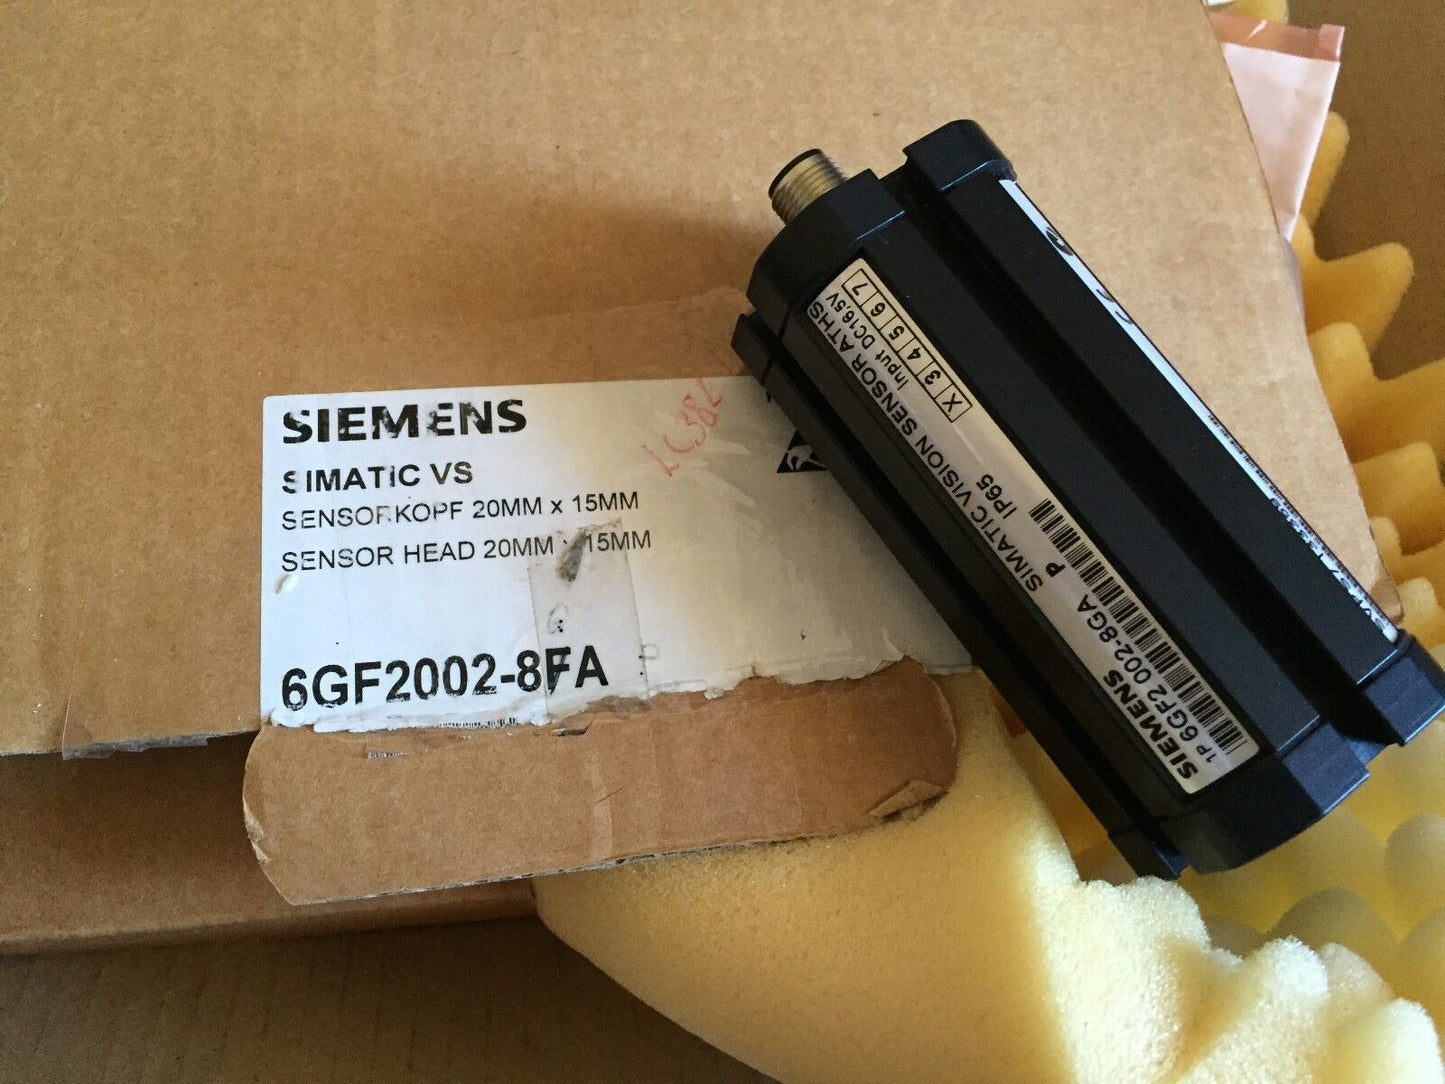 SIEMENS
SIMATIC VS
SENSORKOPF 20MM x 15MM
SENSOR HEAD 20MM x 15MM
6GF2002-8FA
SIEMENS
1P 6GF2 002-8GA
P
SIMATIC VISION SENSOR ATHS
IP65
Input DC16,5V
X 3 4 5 6 7